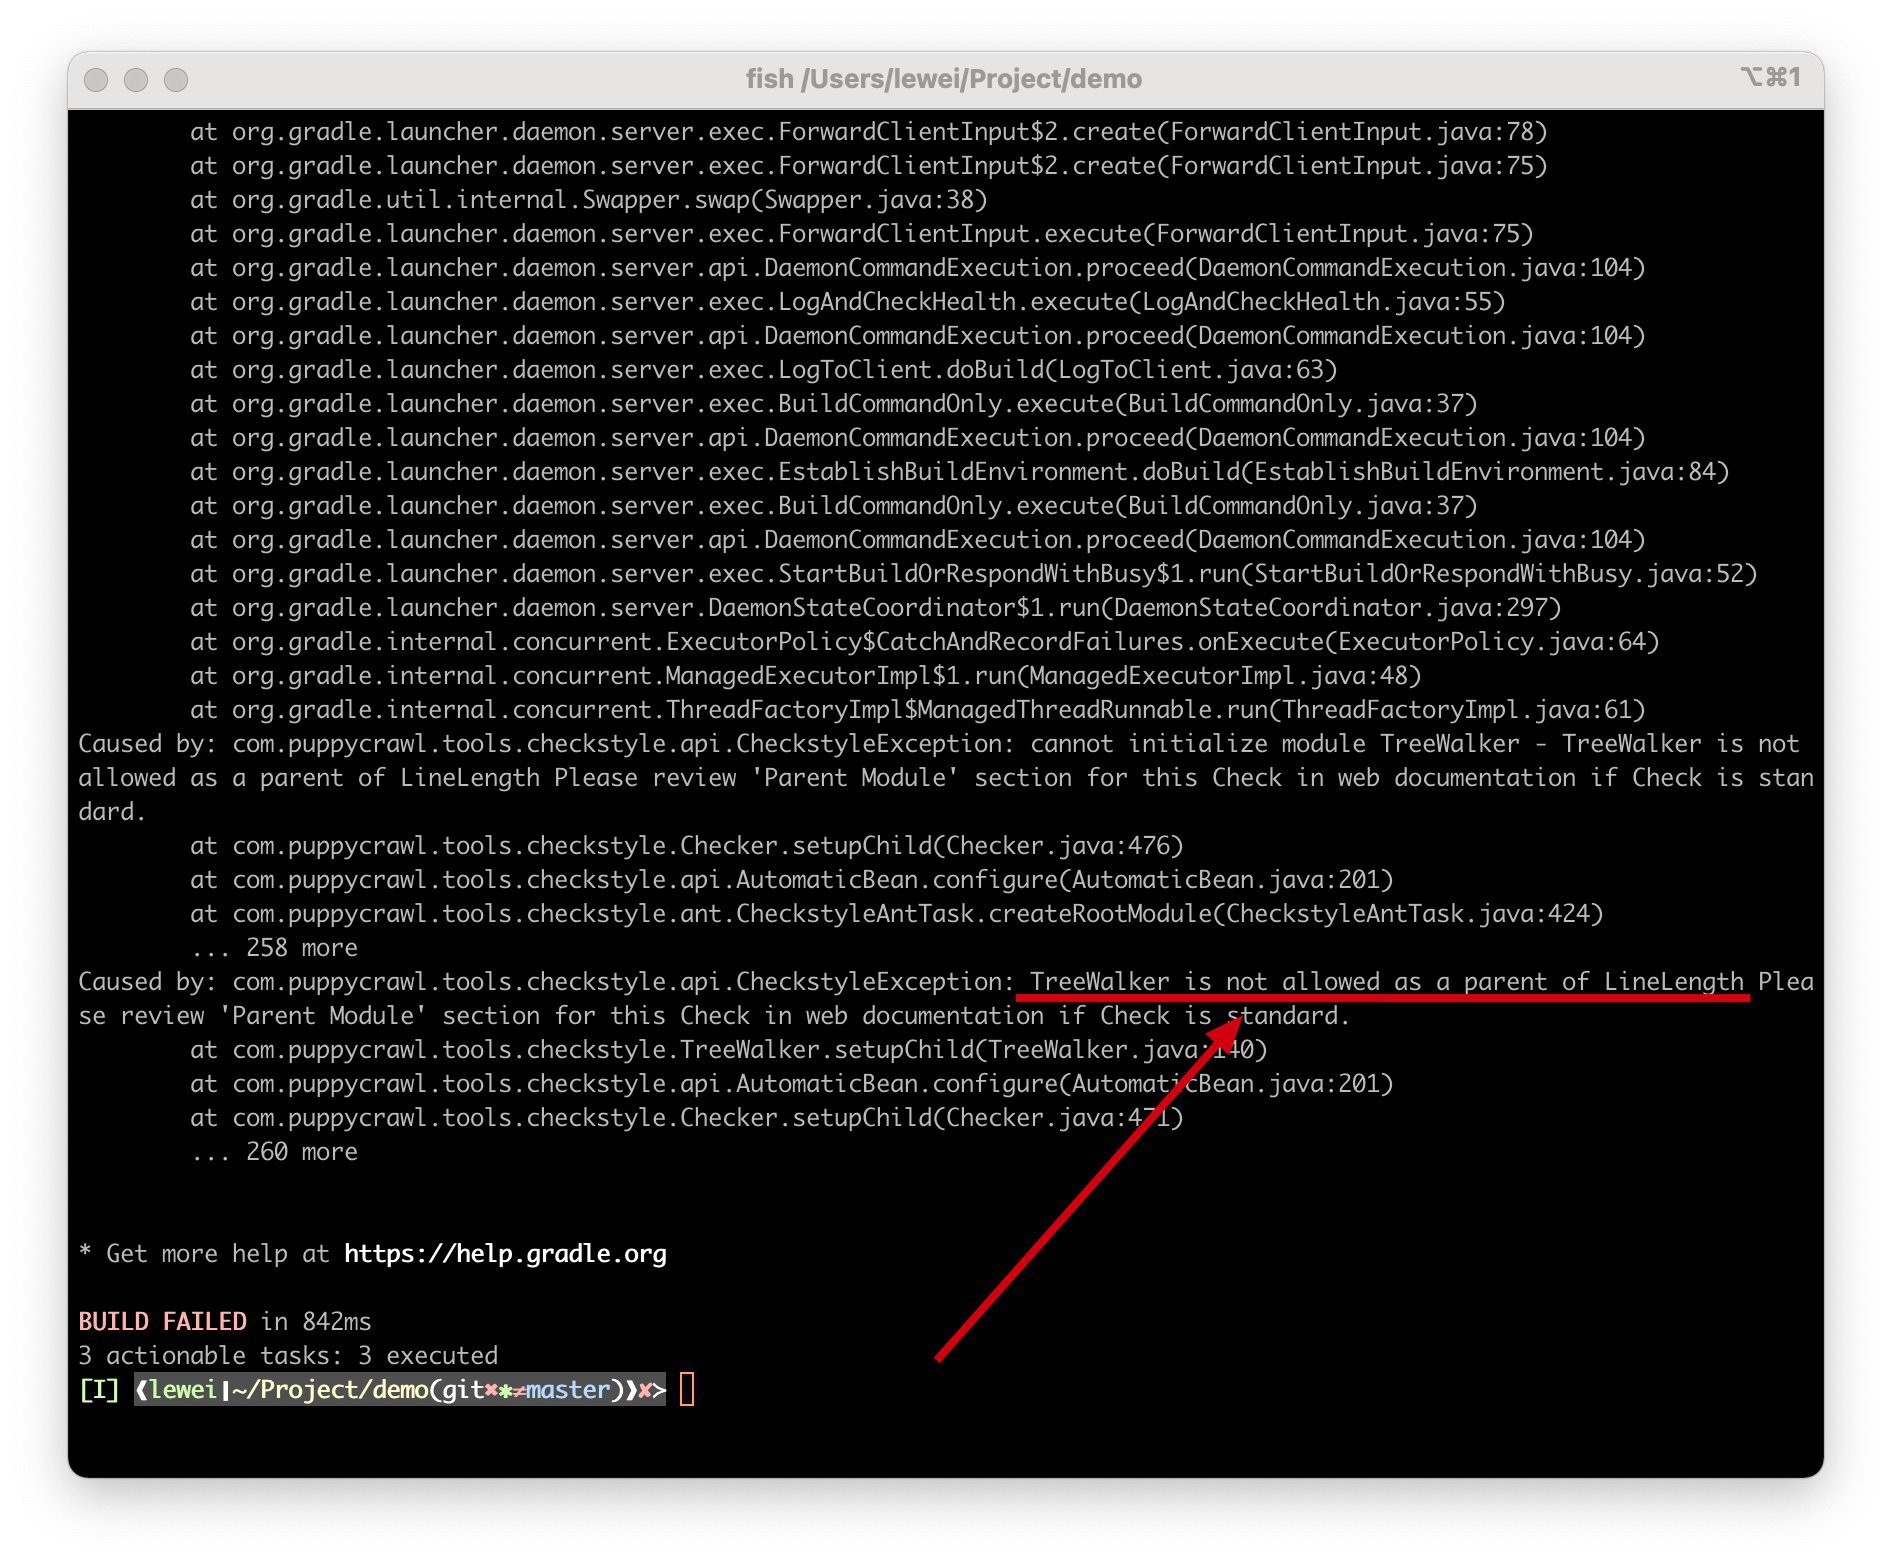 fish /Users/lewei/Project/demo ⌥⌘1
at org.gradle.launcher.daemon.server.exec.ForwardClientInput$2.create(ForwardClientInput.java:78)
at org.gradle.launcher.daemon.server.exec.ForwardClientInput$2.create(ForwardClientInput.java:75)
at org.gradle.util.internal.Swapper.swap(Swapper.java:38)
at org.gradle.launcher.daemon.server.exec.ForwardClientInput.execute(ForwardClientInput.java:75)
at org.gradle.launcher.daemon.server.api.DaemonCommandExecution.proceed(DaemonCommandExecution.java:104)
at org.gradle.launcher.daemon.server.exec.LogAndCheckHealth.execute(LogAndCheckHealth.java:55)
at org.gradle.launcher.daemon.server.api.DaemonCommandExecution.proceed(DaemonCommandExecution.java:104)
at org.gradle.launcher.daemon.server.exec.LogToClient.doBuild(LogToClient.java:63)
at org.gradle.launcher.daemon.server.exec.BuildCommandOnly.execute(BuildCommandOnly.java:37)
at org.gradle.launcher.daemon.server.api.DaemonCommandExecution.proceed(DaemonCommandExecution.java:104)
at org.gradle.launcher.daemon.server.exec.EstablishBuildEnvironment.doBuild(EstablishBuildEnvironment.java:84)
at org.gradle.launcher.daemon.server.exec.BuildCommandOnly.execute(BuildCommandOnly.java:37)
at org.gradle.launcher.daemon.server.api.DaemonCommandExecution.proceed(DaemonCommandExecution.java:104)
at org.gradle.launcher.daemon.server.exec.StartBuildOrRespondWithBusy$1.run(StartBuildOrRespondWithBusy.java:52)
at org.gradle.launcher.daemon.server.DaemonStateCoordinator$1.run(DaemonStateCoordinator.java:297)
at org.gradle.internal.concurrent.ExecutorPolicy$CatchAndRecordFailures.onExecute(ExecutorPolicy.java:64)
at org.gradle.internal.concurrent.ManagedExecutorImpl$1.run(ManagedExecutorImpl.java:48)
at org.gradle.internal.concurrent.ThreadFactoryImpl$ManagedThreadRunnable.run(ThreadFactoryImpl.java:61)
Caused by: com.puppycrawl.tools.checkstyle.api.CheckstyleException: cannot initialize module TreeWalker - TreeWalker is not
allowed as a parent of LineLength Please review 'Parent Module' section for this Check in web documentation if Check is stan
dard.
at com.puppycrawl.tools.checkstyle.Checker.setupChild(Checker.java:476)
at com.puppycrawl.tools.checkstyle.api.AutomaticBean.configure(AutomaticBean.java:201)
at com.puppycrawl.tools.checkstyle.ant.CheckstyleAntTask.createRootModule(CheckstyleAntTask.java:424)
... 258 more
Caused by: com.puppycrawl.tools.checkstyle.api.CheckstyleException: TreeWalker is not allowed as a parent of LineLength Plea
se review 'Parent Module' section for this Check in web documentation if Check is standard.
at com.puppycrawl.tools.checkstyle.TreeWalker.setupChild(TreeWalker.java:140)
at com.puppycrawl.tools.checkstyle.api.AutomaticBean.configure(AutomaticBean.java:201)
at com.puppycrawl.tools.checkstyle.Checker.setupChild(Checker.java:471)
... 260 more
* Get more help at https://help.gradle.org
BUILD FAILED in 842ms
3 actionable tasks: 3 executed
[I] ❰lewei❙~/Project/demo(git✖✱≠master)❱✘≻